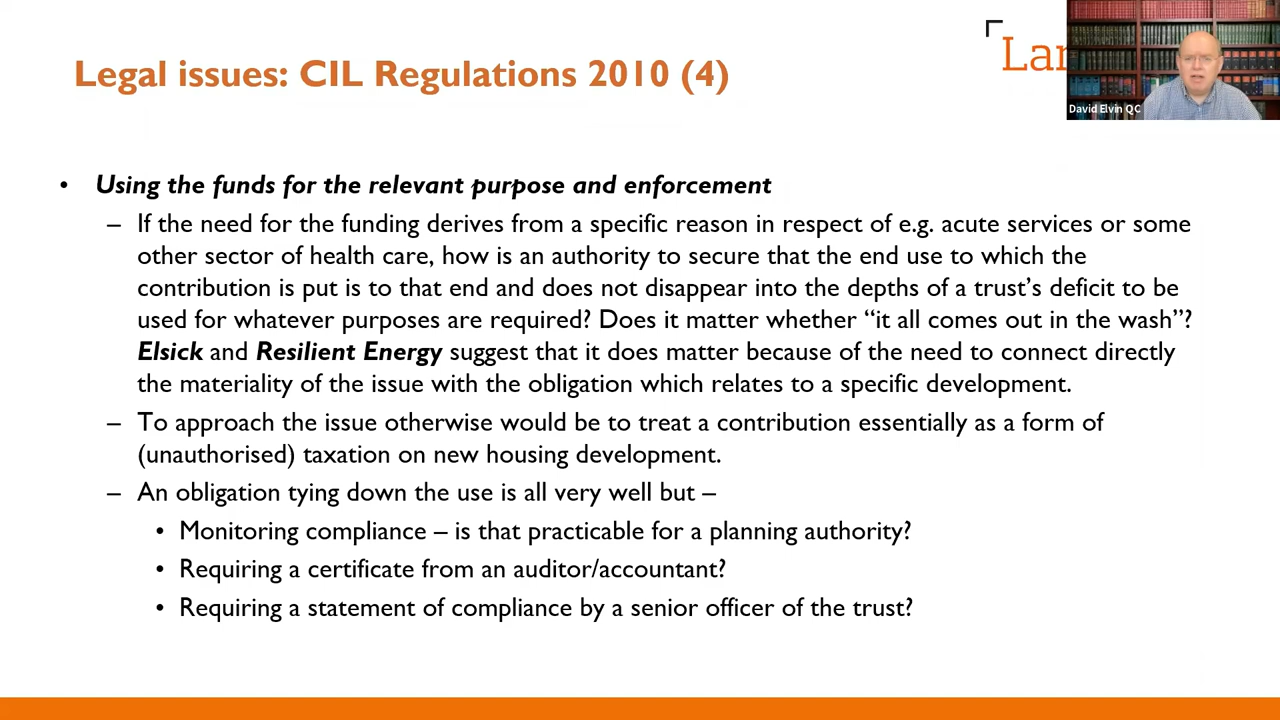 Legal issues: CIL Regulations 2010 (4)
Lan
David Elvin QC
• Using the funds for the relevant purpose and enforcement
– If the need for the funding derives from a specific reason in respect of e.g. acute services or some
other sector of health care, how is an authority to secure that the end use to which the
contribution is put is to that end and does not disappear into the depths of a trust’s deficit to be
used for whatever purposes are required? Does it matter whether “it all comes out in the wash”?
Elsick and Resilient Energy suggest that it does matter because of the need to connect directly
the materiality of the issue with the obligation which relates to a specific development.
– To approach the issue otherwise would be to treat a contribution essentially as a form of
(unauthorised) taxation on new housing development.
– An obligation tying down the use is all very well but –
• Monitoring compliance – is that practicable for a planning authority?
• Requiring a certificate from an auditor/accountant?
• Requiring a statement of compliance by a senior officer of the trust?